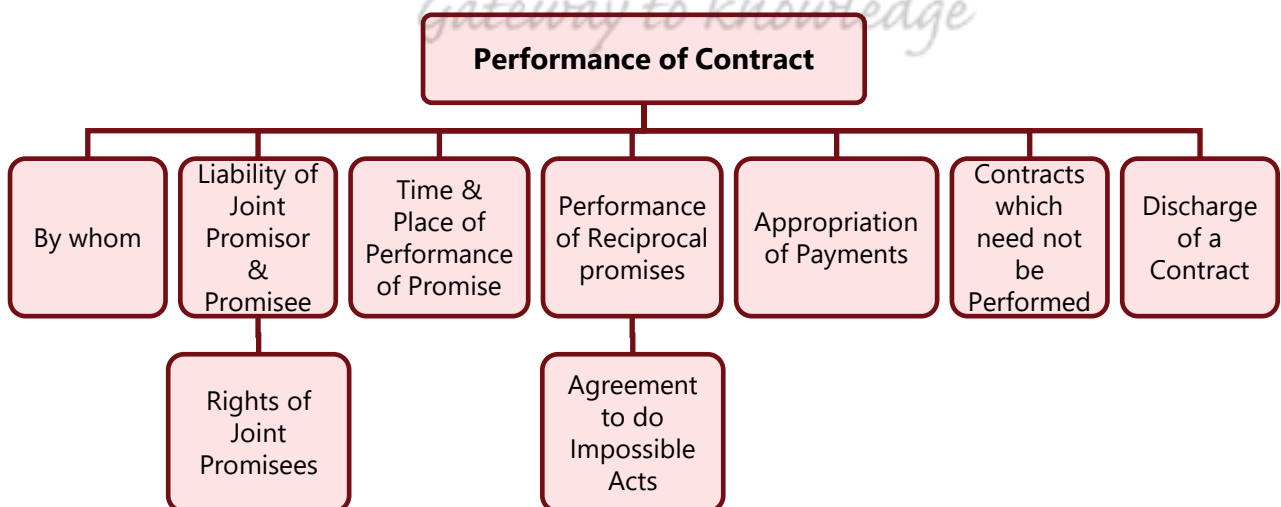 Gateway to Knowledge
Performance of Contract
By whom
Liability of
Joint
Promisor
&
Promisee
Time &
Place of
Performance
of Promise
Performance
of Reciprocal
promises
Appropriation
of Payments
Contracts
which
need not
be
Performed
Discharge
of a
Contract
Rights of
Joint
Promisees
Agreement
to do
Impossible
Acts